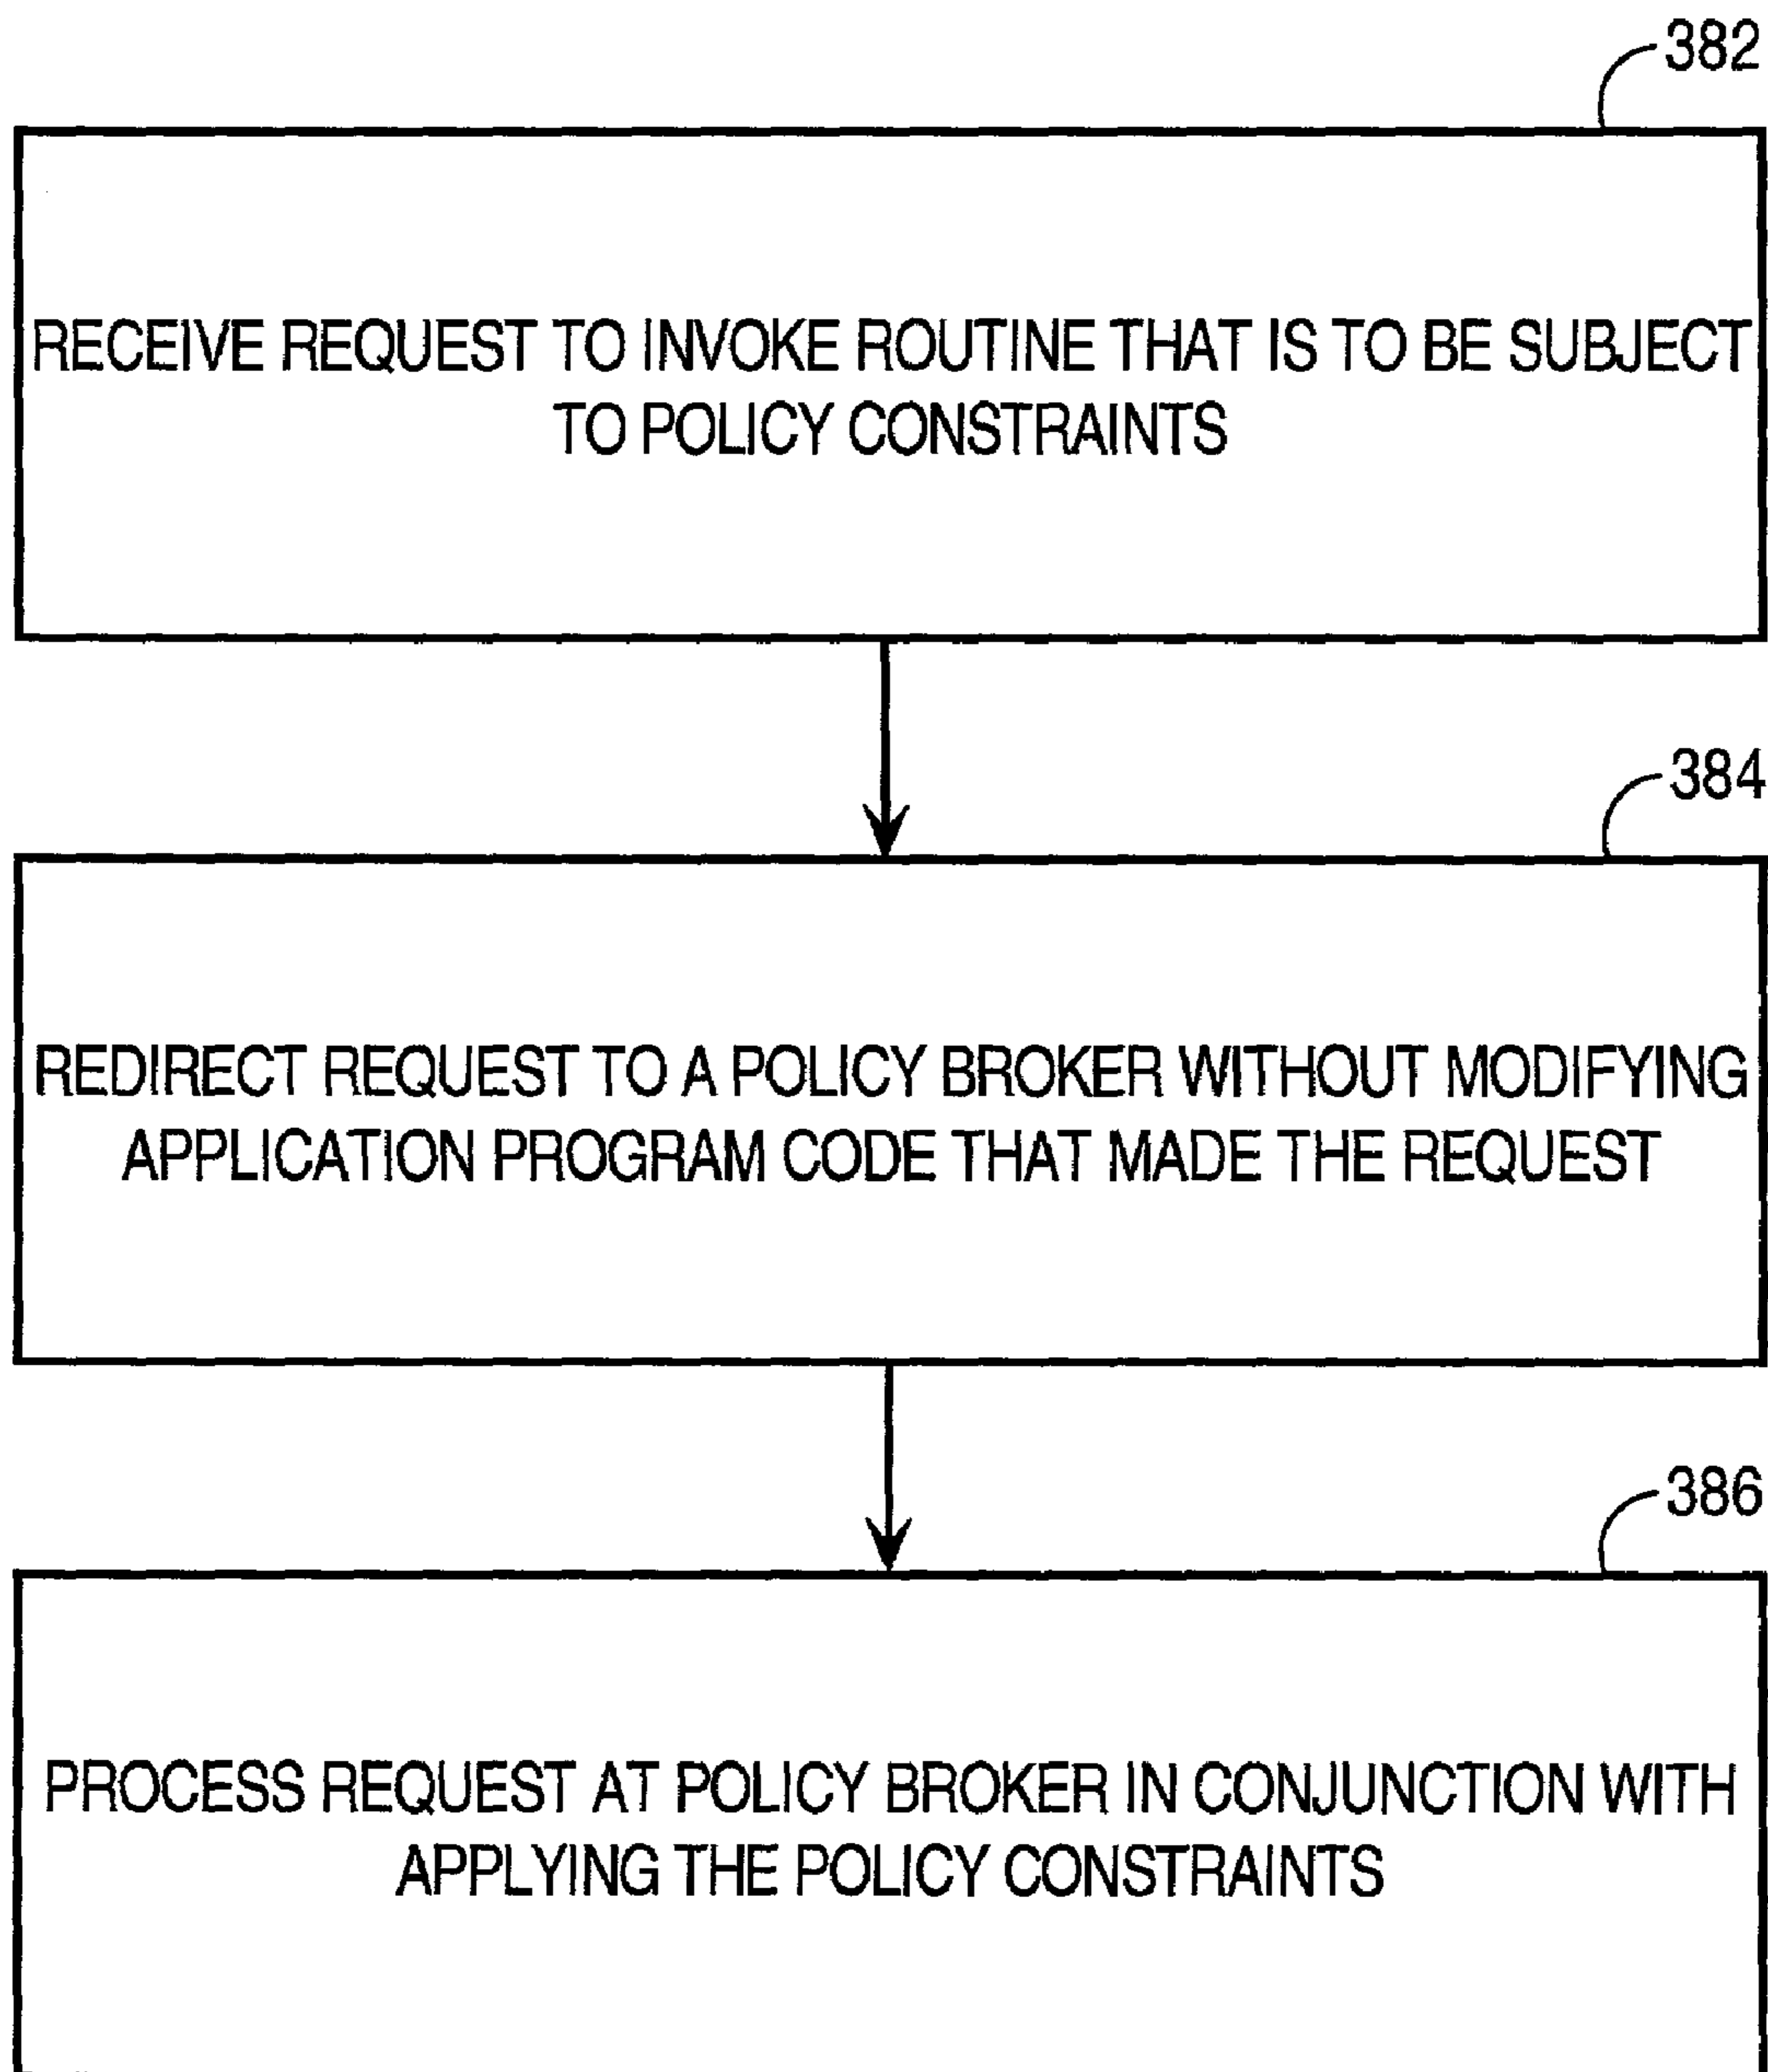 382
RECEIVE REQUEST TO INVOKE ROUTINE THAT IS TO BE SUBJECT
TO POLICY CONSTRAINTS
384
REDIRECT REQUEST TO A POLICY BROKER WITHOUT MODIFYING
APPLICATION PROGRAM CODE THAT MADE THE REQUEST
386
PROCESS REQUEST AT POLICY BROKER IN CONJUNCTION WITH
APPLYING THE POLICY CONSTRAINTS